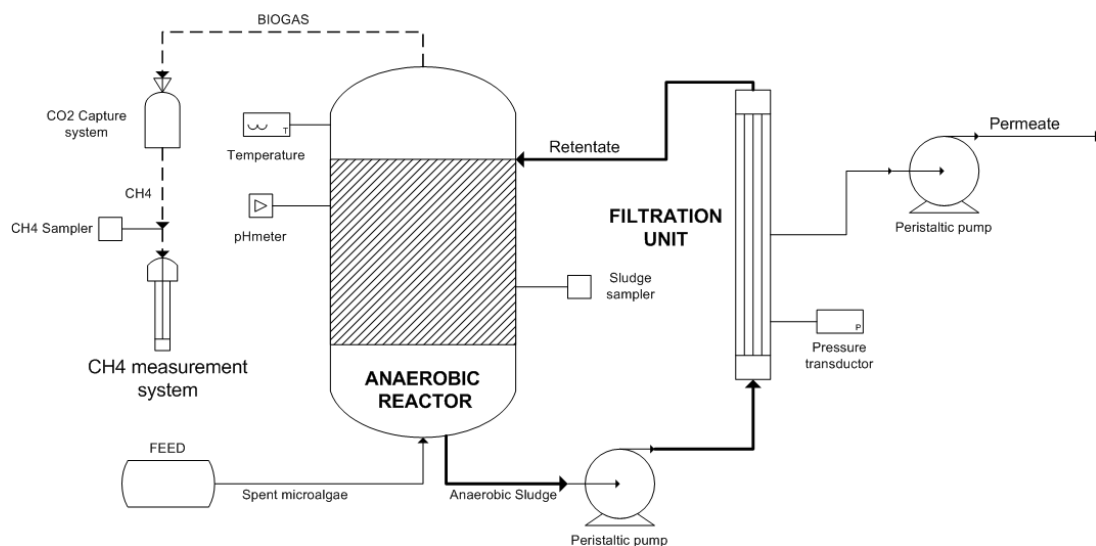 BIOGAS
CO2 Capture
system
Temperature
T
Retentate
Permeate
CH4
CH4 Sampler
pHmeter
FILTRATION
UNIT
Peristaltic pump
Sludge
sampler
P
Pressure
transductor
CH4 measurement
system
ANAEROBIC
REACTOR
FEED
Spent microalgae
Anaerobic Sludge
Peristaltic pump